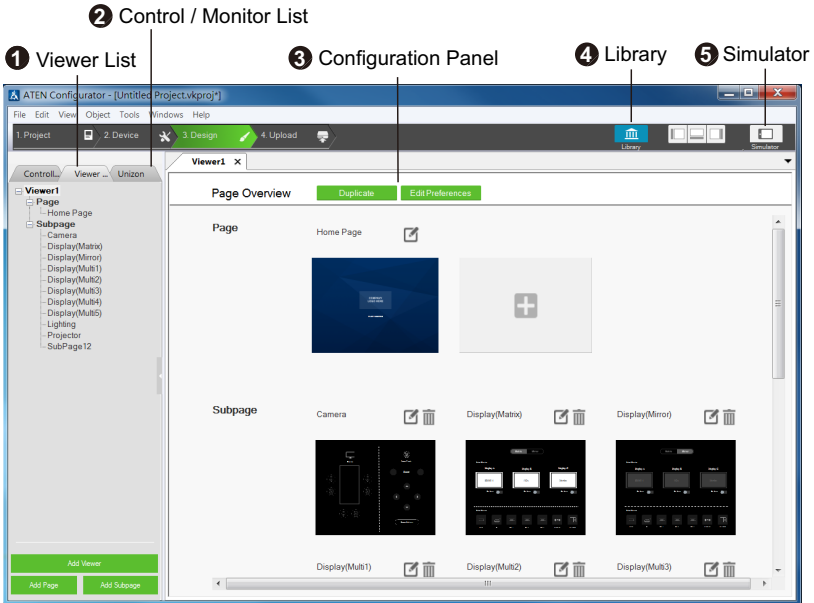 2 Control / Monitor List
1 Viewer List
3 Configuration Panel
4 Library
5 Simulator
ATEN Configurator - [Untitled Project.vkproj*]
File Edit View Object Tools Windows Help
1. Project
2. Device
3. Design
4. Upload
Library
Simulator
Controll...
Viewer ...
Unizon
Viewer1 X
Viewer1
Page
Home Page
Subpage
Camera
Display(Matrix)
Display(Mirror)
Display(Multi1)
Display(Multi2)
Display(Multi3)
Display(Multi4)
Display(Multi5)
Lighting
Projector
SubPage12
Add Viewer
Add Page
Add Subpage
Page Overview
Duplicate
Edit Preferences
Page
Home Page
Subpage
Camera
Display(Matrix)
Display(Mirror)
Display(Multi1)
Display(Multi2)
Display(Multi3)